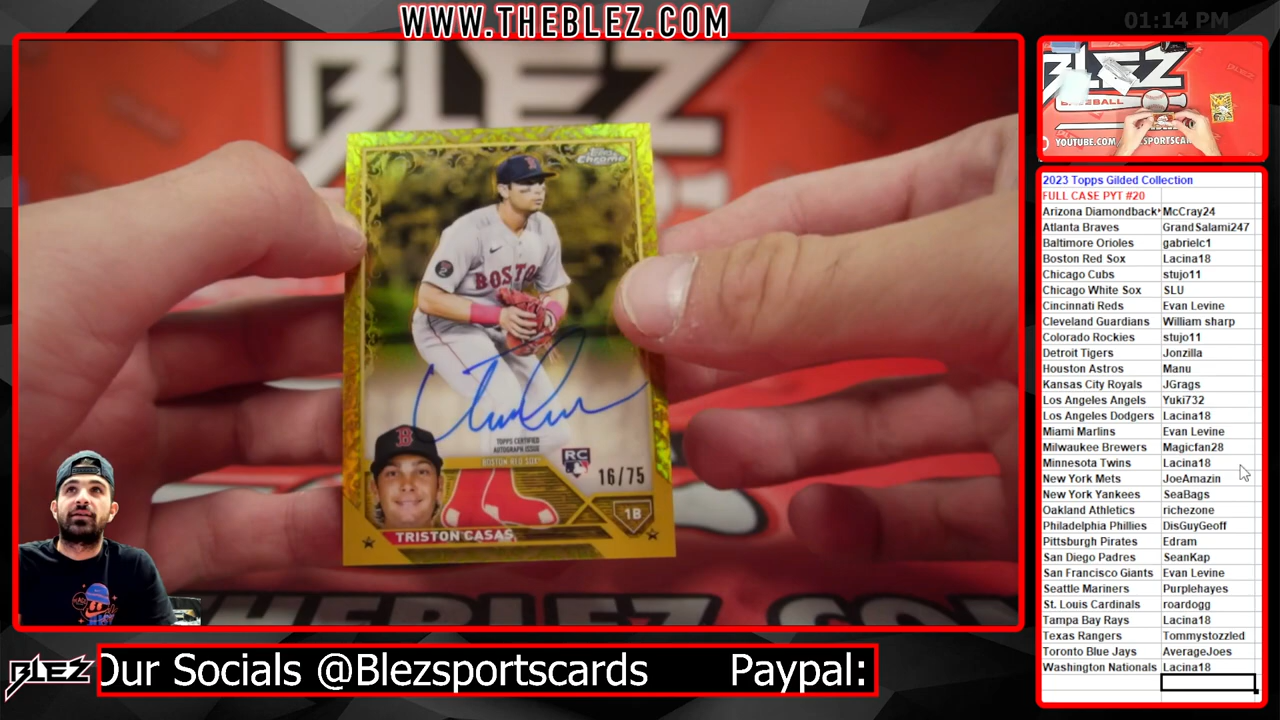 WWW.THEBLEZ.COM
01:14 PM
BLEZ
Topps Chrome
BOSTON
TOPPS CERTIFIED
AUTOGRAPH ISSUE
BOSTON RED SOX
RC
16/75
1B
B
TRISTON CASAS
THEBLEZ.COM
BLEZ
BASEBALL
2023 Topps Gilded Collection
FULL CASE PYT #20
Arizona Diamondback McCray24
Atlanta Braves GrandSalami247
Baltimore Orioles gabrielc1
Boston Red Sox Lacina18
Chicago Cubs stujo11
Chicago White Sox SLU
Cincinnati Reds Evan Levine
Cleveland Guardians William sharp
Colorado Rockies stujo11
Detroit Tigers Jonzilla
Houston Astros Manu
Kansas City Royals JGrags
Los Angeles Angels Yuki732
Los Angeles Dodgers Lacina18
Miami Marlins Evan Levine
Milwaukee Brewers Magicfan28
Minnesota Twins Lacina18
New York Mets JoeAmazin
New York Yankees SeaBags
Oakland Athletics richezone
Philadelphia Phillies DisGuyGeoff
Pittsburgh Pirates Edram
San Diego Padres SeanKap
San Francisco Giants Evan Levine
Seattle Mariners Purplehayes
St. Louis Cardinals roardogg
Tampa Bay Rays Lacina18
Texas Rangers Tommystozzled
Toronto Blue Jays AverageJoes
Washington Nationals Lacina18
BLEZ
Our Socials @Blezsportscards Paypal: